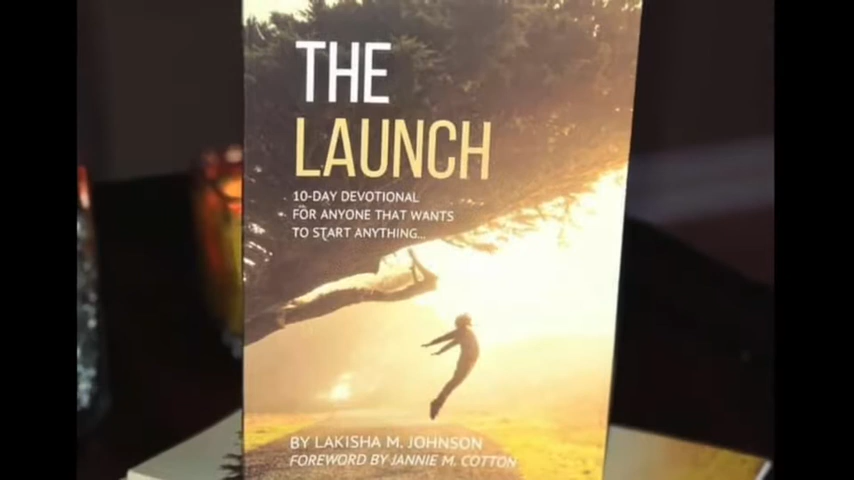 THE
LAUNCH
10-DAY DEVOTIONAL
FOR ANYONE THAT WANTS
TO START ANYTHING...
BY LAKISHA M. JOHNSON
FOREWORD BY JANNIE M. COTTON